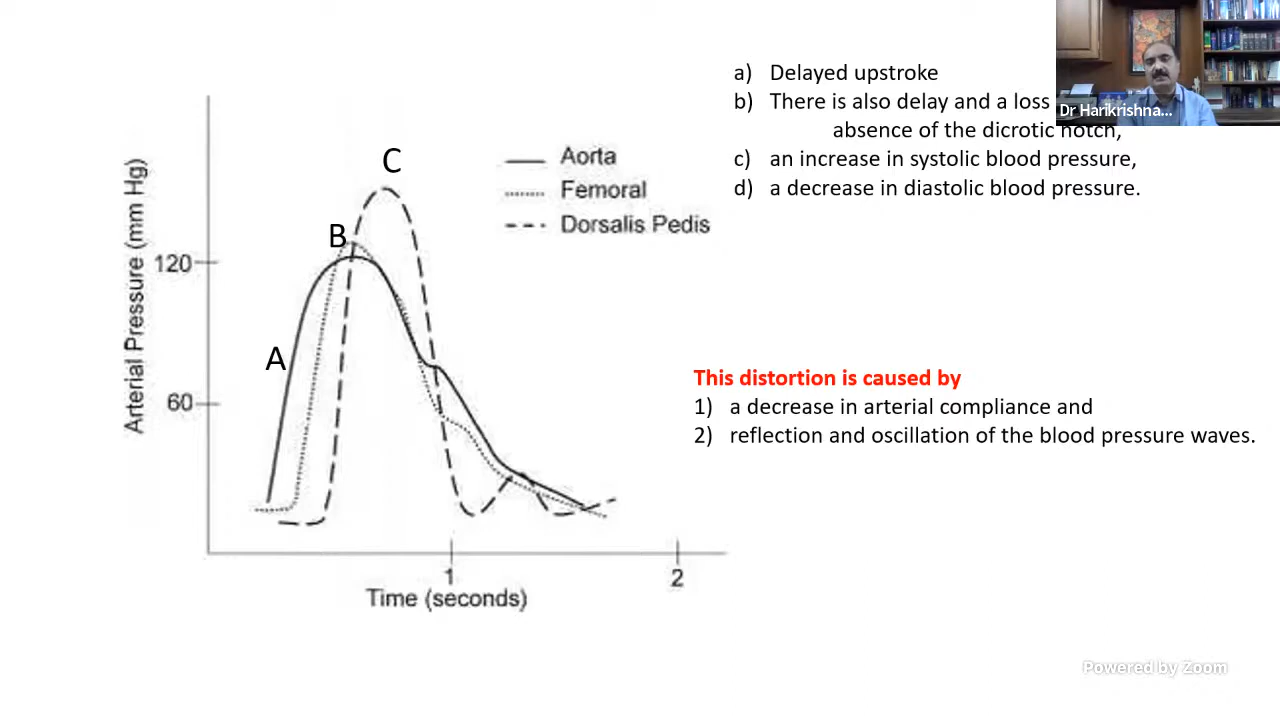 a) Delayed upstroke
b) There is also delay and a loss
absence of the dicrotic notch,
c) an increase in systolic blood pressure,
d) a decrease in diastolic blood pressure.
Dr Harikrishna...
C
B
A
Aorta
Femoral
Dorsalis Pedis
Arterial Pressure (mm Hg)
120
60
1
2
Time (seconds)
This distortion is caused by
1) a decrease in arterial compliance and
2) reflection and oscillation of the blood pressure waves.
Powered by Zoom